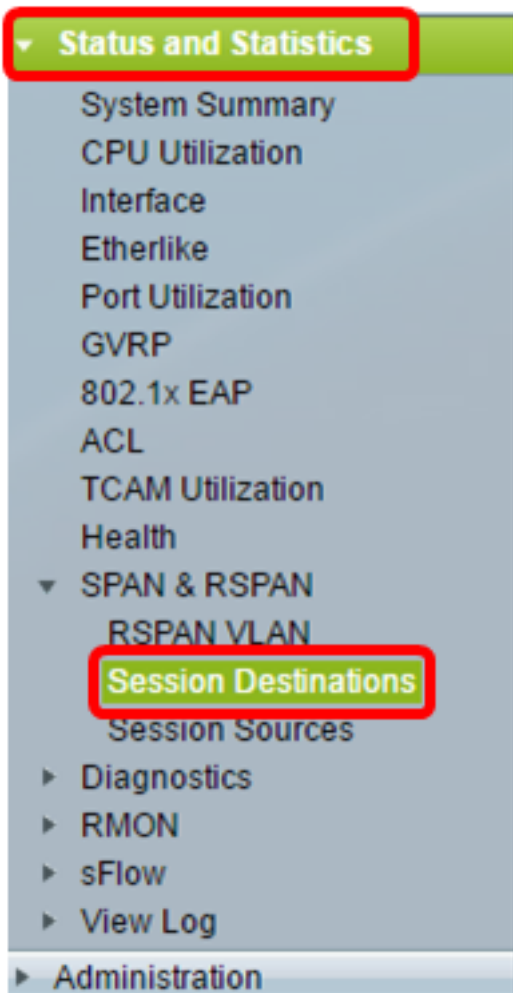 Status and Statistics
System Summary
CPU Utilization
Interface
Etherlike
Port Utilization
GVRP
802.1x EAP
ACL
TCAM Utilization
Health
SPAN & RSPAN
RSPAN VLAN
Session Destinations
Session Sources
Diagnostics
RMON
sFlow
View Log
Administration